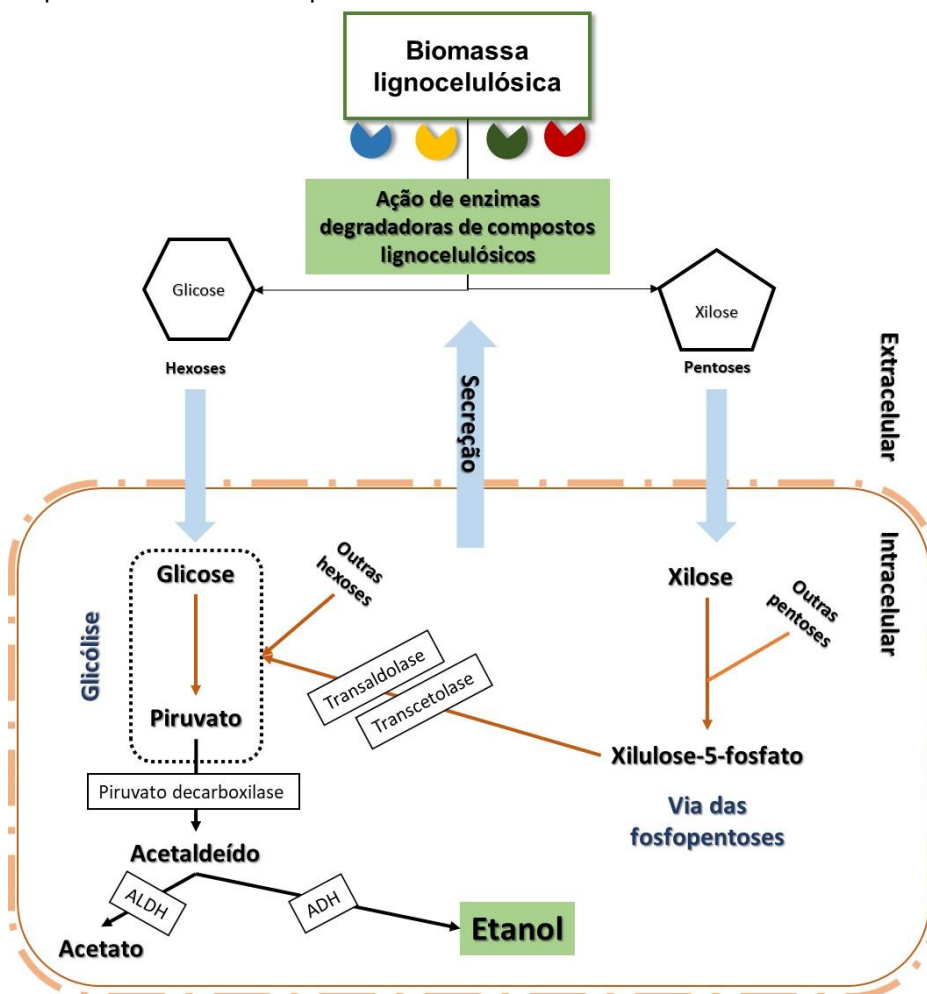 Biomassa
lignocelulósica
Ação de enzimas
degradadoras de compostos
lignocelulósicos
Glicose
Xilose
Hexoses
Pentoses
Secreção
Extracelular
Intracelular
Glicólise
Glicose
Outras
hexoses
Xilose
Outras
pentoses
Transaldolase
Transcetolase
Piruvato
Xilulose-5-fosfato
Piruvato decarboxilase
Via das
fosfopentoses
Acetaldeído
ALDH
ADH
Acetato
Etanol